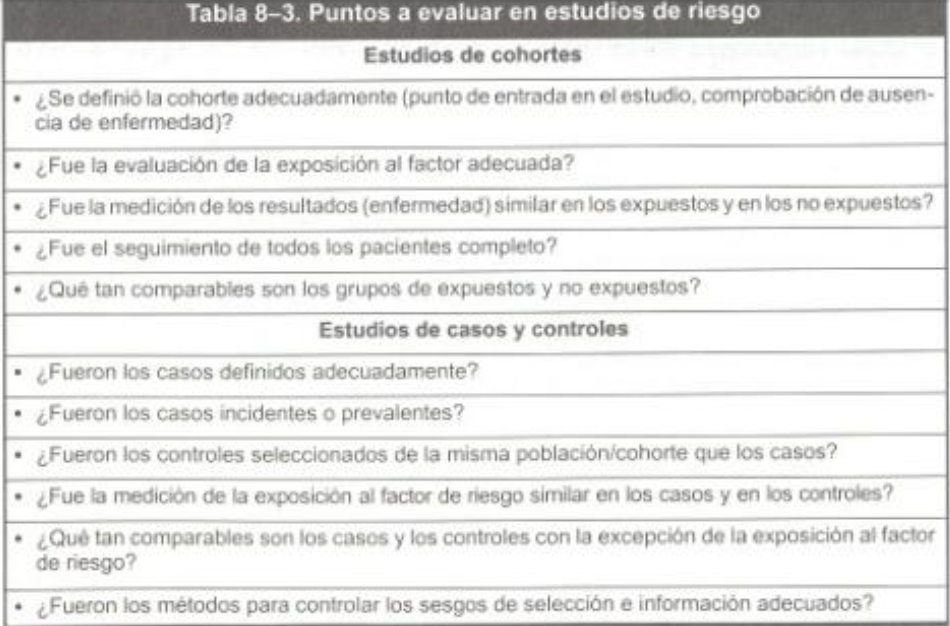 Tabla 8–3. Puntos a evaluar en estudios de riesgo
Estudios de cohortes
• ¿Se definió la cohorte adecuadamente (punto de entrada en el estudio, comprobación de ausen-
cia de enfermedad)?
• ¿Fue la evaluación de la exposición al factor adecuada?
• ¿Fue la medición de los resultados (enfermedad) similar en los expuestos y en los no expuestos?
• ¿Fue el seguimiento de todos los pacientes completo?
• ¿Qué tan comparables son los grupos de expuestos y no expuestos?
Estudios de casos y controles
• ¿Fueron los casos definidos adecuadamente?
• ¿Fueron los casos incidentes o prevalentes?
• ¿Fueron los controles seleccionados de la misma población/cohorte que los casos?
• ¿Fue la medición de la exposición al factor de riesgo similar en los casos y en los controles?
• ¿Qué tan comparables son los casos y los controles con la excepción de la exposición al factor
de riesgo?
• ¿Fueron los métodos para controlar los sesgos de selección e información adecuados?